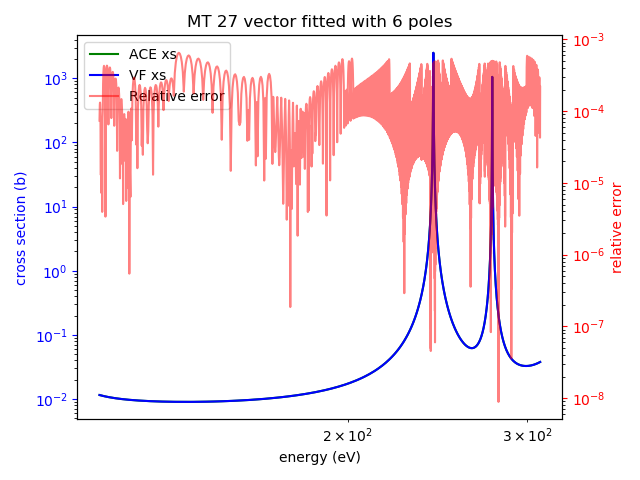 MT 27 vector fitted with 6 poles
ACE xs
VF xs
Relative error
10³
10²
10¹
10⁰
10⁻¹
10⁻²
cross section (b)
10⁻³
10⁻⁴
10⁻⁵
10⁻⁶
10⁻⁷
10⁻⁸
relative error
2 × 10² 3 × 10²
energy (eV)